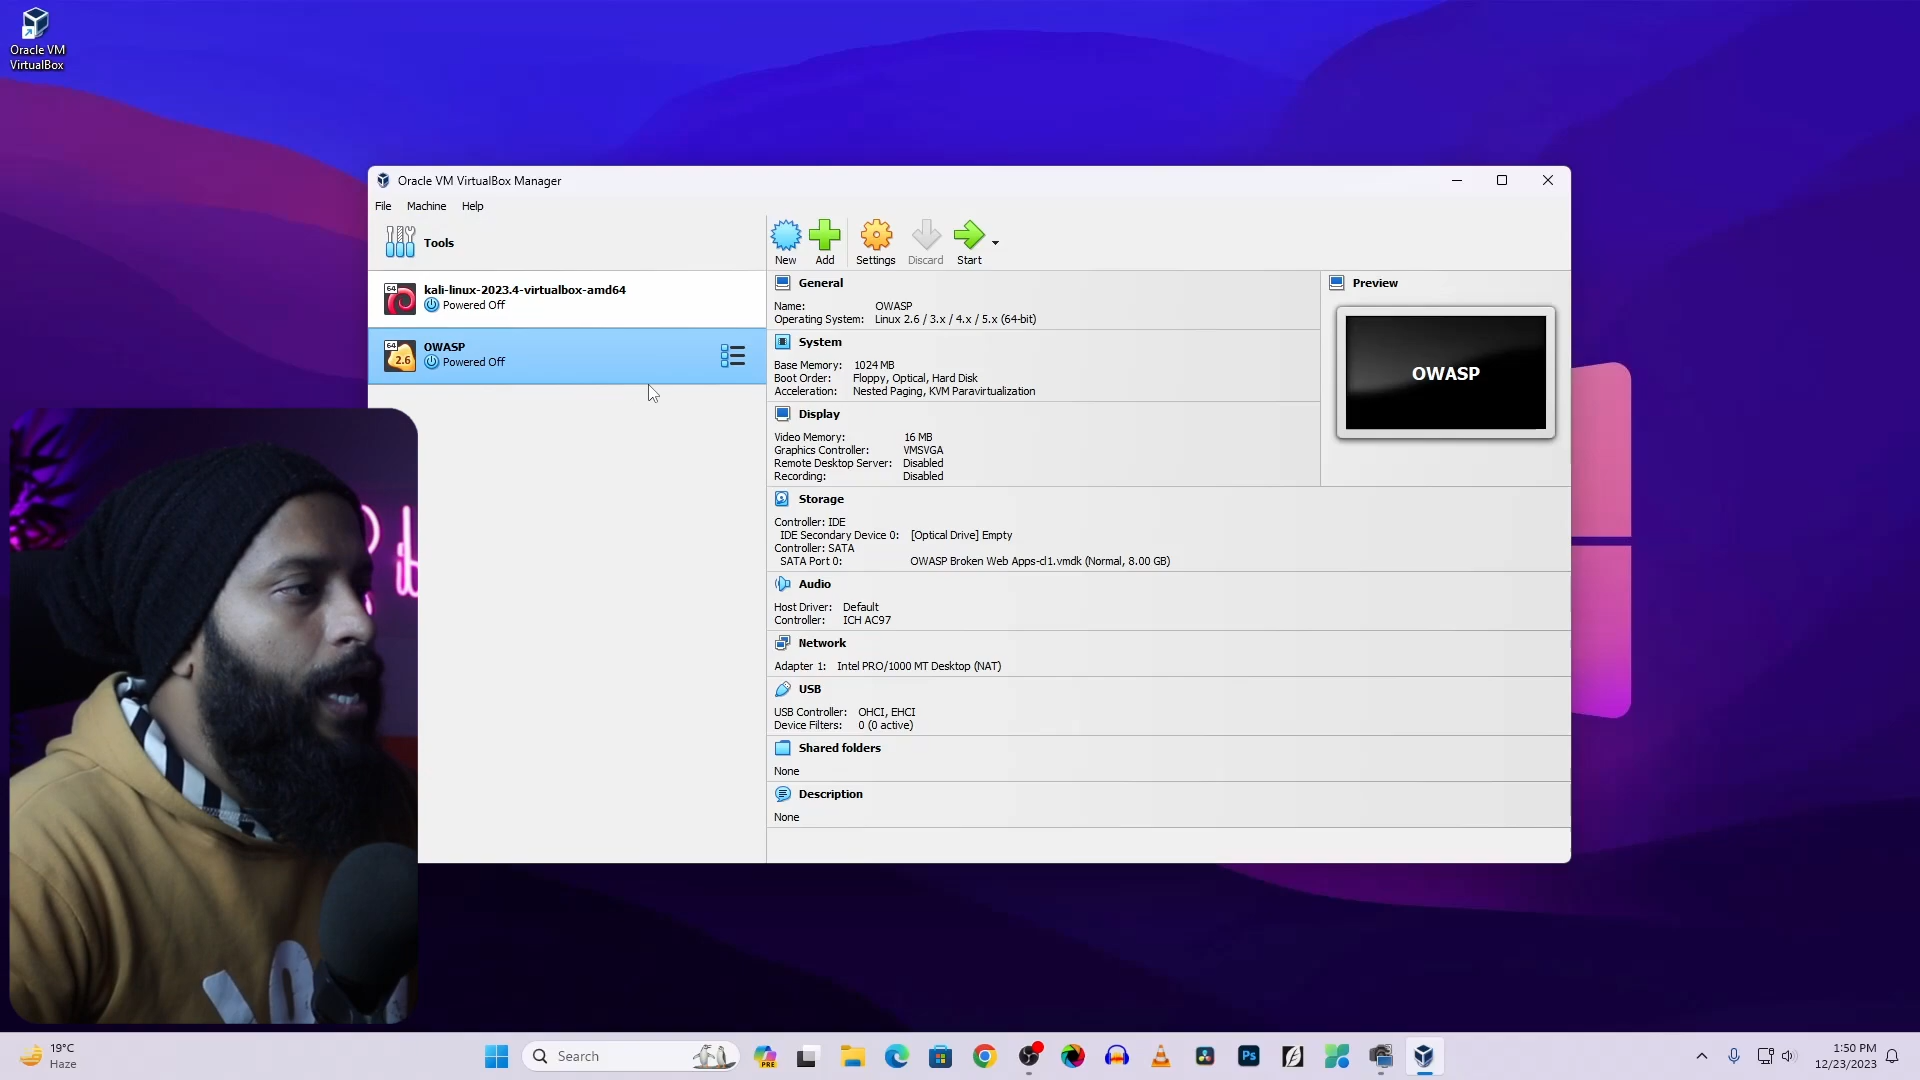 Oracle VM
VirtualBox
Oracle VM VirtualBox Manager
File Machine Help
Tools
64
kali-linux-2023.4-virtualbox-amd64
Powered Off
64
2.6
OWASP
Powered Off
New Add Settings Discard Start
General
Name: OWASP
Operating System: Linux 2.6 / 3.x / 4.x / 5.x (64-bit)
System
Base Memory: 1024 MB
Boot Order: Floppy, Optical, Hard Disk
Acceleration: Nested Paging, KVM Paravirtualization
Display
Video Memory: 16 MB
Graphics Controller: VMSVGA
Remote Desktop Server: Disabled
Recording: Disabled
Storage
Controller: IDE
IDE Secondary Device 0: [Optical Drive] Empty
Controller: SATA
SATA Port 0: OWASP Broken Web Apps-cl1.vmdk (Normal, 8.00 GB)
Audio
Host Driver: Default
Controller: ICH AC97
Network
Adapter 1: Intel PRO/1000 MT Desktop (NAT)
USB
USB Controller: OHCI, EHCI
Device Filters: 0 (0 active)
Shared folders
None
Description
None
Preview
OWASP
19°C
Haze
Search
PRE
Ps
1:50 PM
12/23/2023